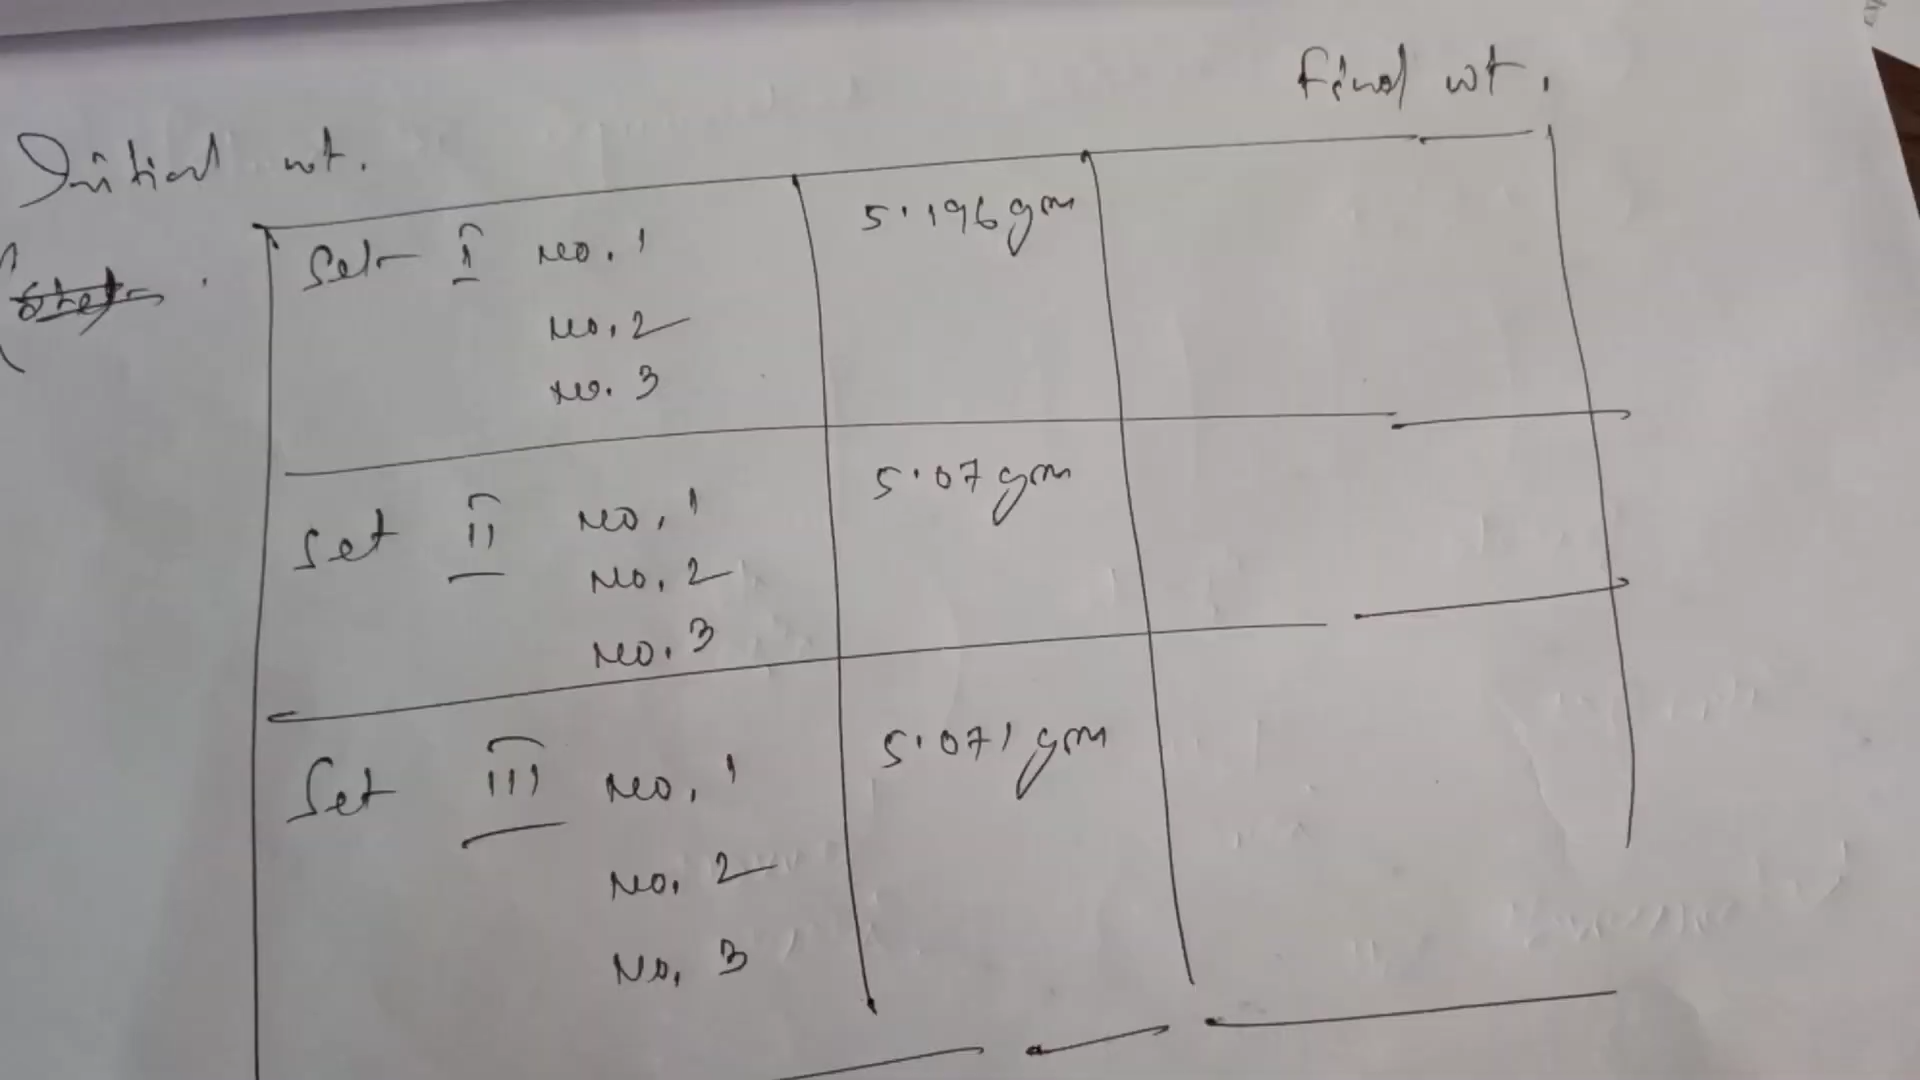 Final wt.
Initial wt.
Set I No. 1 5.196 gm
No. 2
No. 3
Set II No. 1 5.07 gm
No. 2
No. 3
Set III No. 1 5.071 gm
No. 2
No. 3